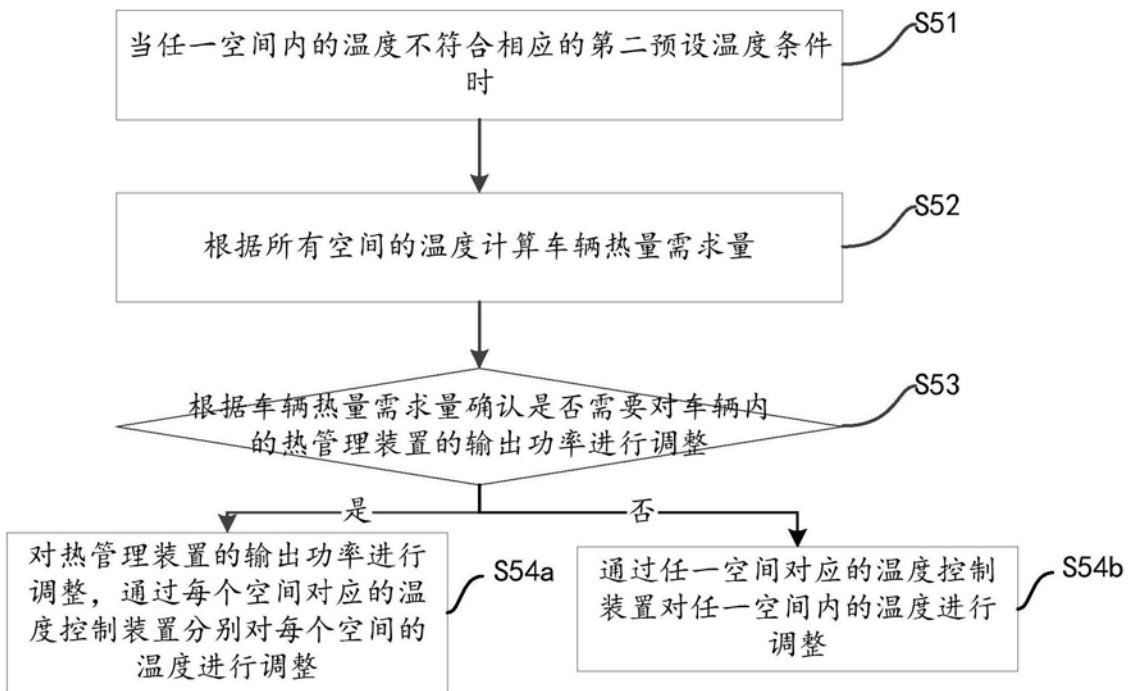 S51
当任一空间内的温度不符合相应的第二预设温度条件
时
S52
根据所有空间的温度计算车辆热量需求量
S53
根据车辆热量需求量确认是否需要对车辆内
的热管理装置的输出功率进行调整
是
否
对热管理装置的输出功率进行
调整，通过每个空间对应的温
度控制装置分别对每个空间的
温度进行调整
S54a
通过任一空间对应的温度控制
装置对任一空间内的温度进行
调整
S54b